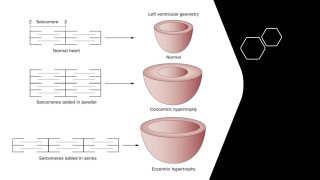 Left ventricular geometry
Z Sarcomere Z
Normal heart
Normal
Sarcomeres added in parallel
Concentric hypertrophy
Sarcomeres added in series
Eccentric hypertrophy